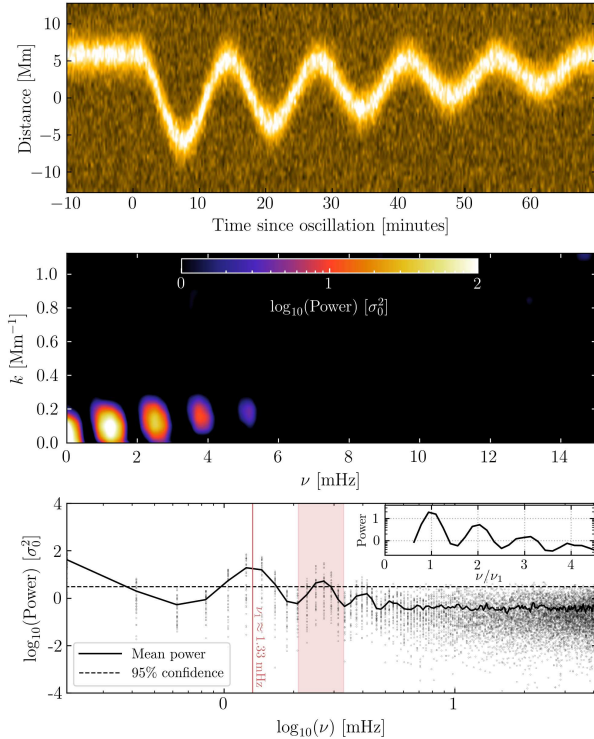 10
5
0
−5
−10
Distance [Mm]
−10 0 10 20 30 40 50 60
Time since oscillation [minutes]
0 1 2
log₁₀(Power) [σ₀²]
1.0
0.8
0.6
0.4
0.2
0.0
k [Mm⁻¹]
0 2 4 6 8 10 12 14
ν [mHz]
4
2
0
-2
-4
log₁₀(Power) [σ₀²]
1
0
Power
0 1 2 3 4
ν/ν₁
ν₁ ≈ 1.33 mHz
Mean power
95% confidence
0 1
log₁₀(ν) [mHz]